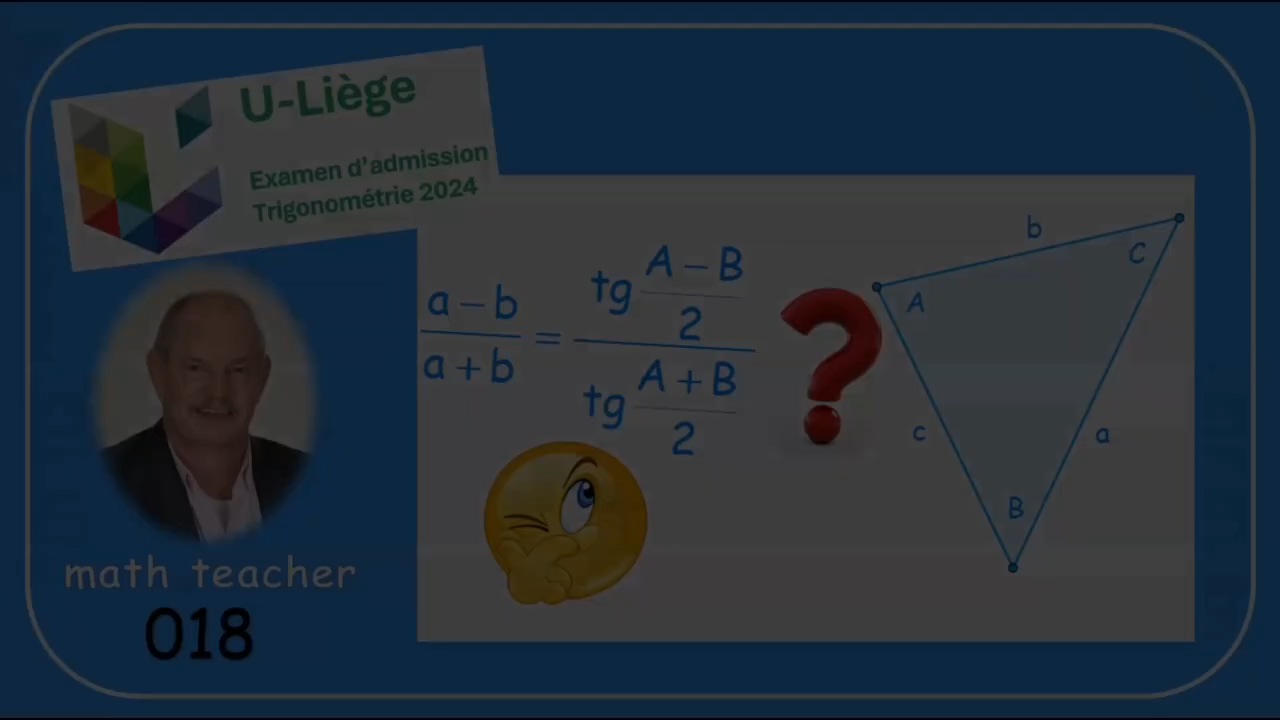 U-Liège
Examen d'admission
Trigonométrie 2024
a – b
a + b
=
tg
A – B
2
tg
A + B
2
b
C
A
c
a
B
math teacher
018